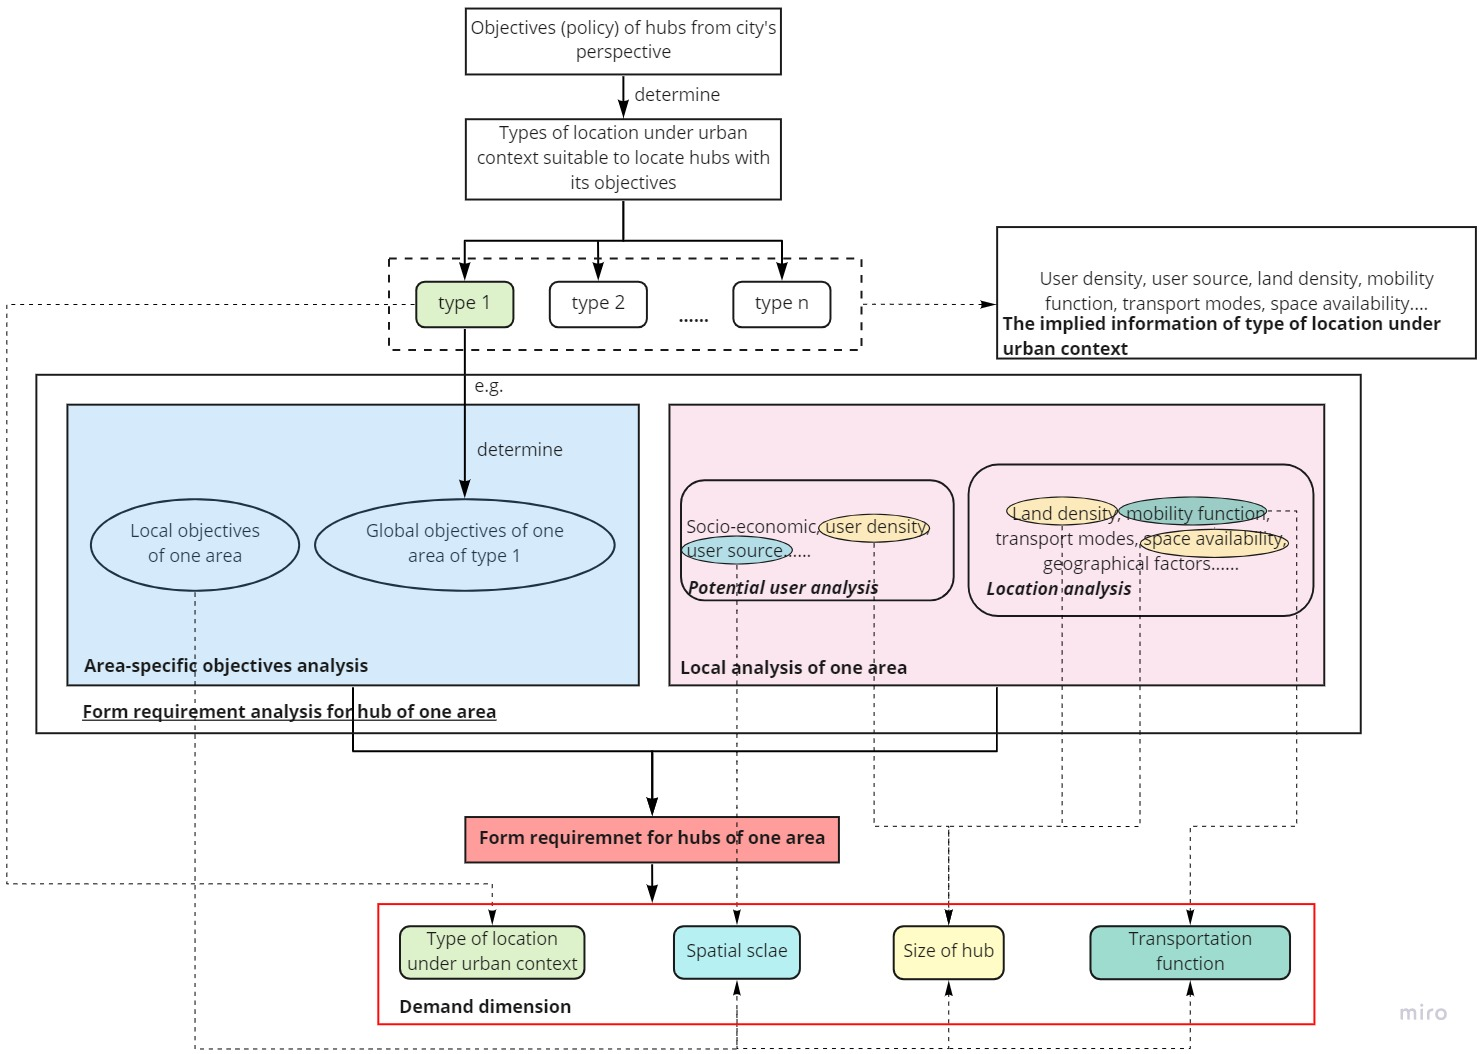 Objectives (policy) of hubs from city's
perspective
determine
Types of location under urban
context suitable to locate hubs with
its objectives
type 1
type 2
......
type n
User density, user source, land density, mobility
function, transport modes, space availability....
The implied information of type of location under
urban context
e.g.
determine
Local objectives
of one area
Global objectives of one
area of type 1
Area-specific objectives analysis
Socio-economic, user density,
user source......
Potential user analysis
Land density, mobility function,
transport modes, space availability,
geographical factors......
Location analysis
Local analysis of one area
Form requirement analysis for hub of one area
Form requiremnet for hubs of one area
Type of location
under urban context
Spatial sclae
Size of hub
Transportation
function
Demand dimension
miro